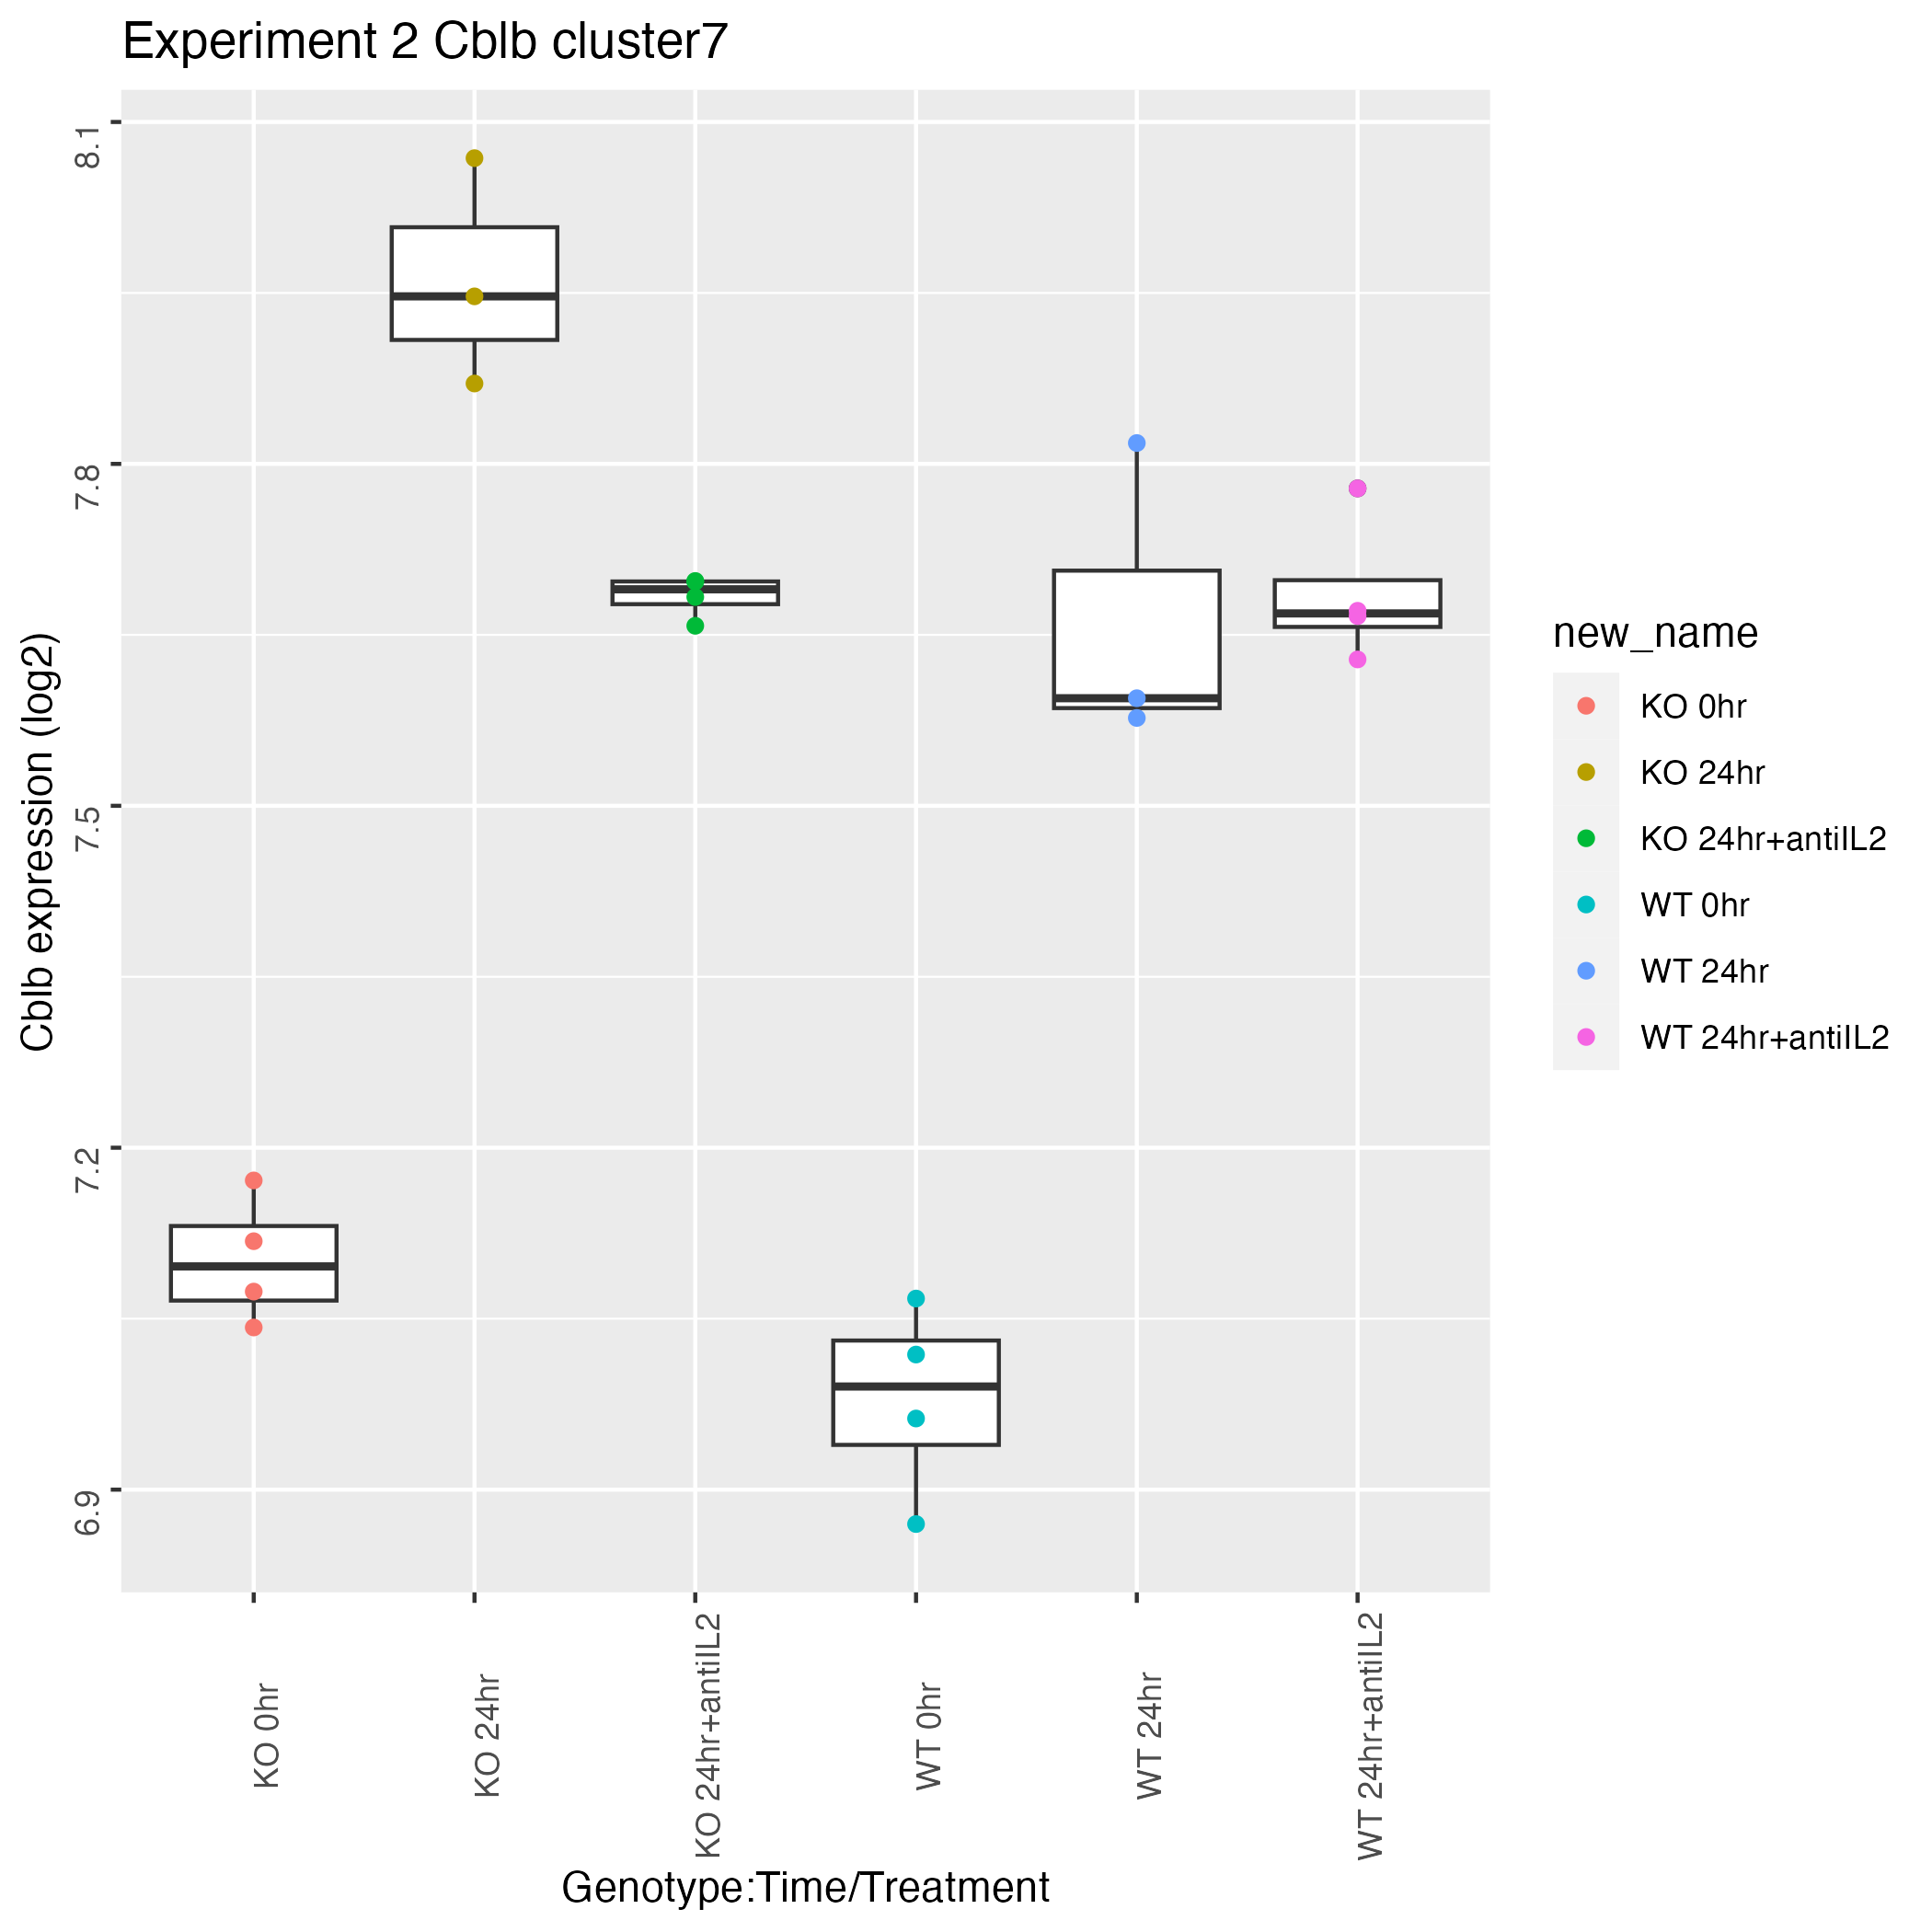 Experiment 2 Cblb cluster7
Cblb expression (log2)
8.1
7.8
7.5
7.2
6.9
KO 0hr
KO 24hr
KO 24hr+antiIL2
WT 0hr
WT 24hr
WT 24hr+antiIL2
Genotype:Time/Treatment
new_name
KO 0hr
KO 24hr
KO 24hr+antiIL2
WT 0hr
WT 24hr
WT 24hr+antiIL2